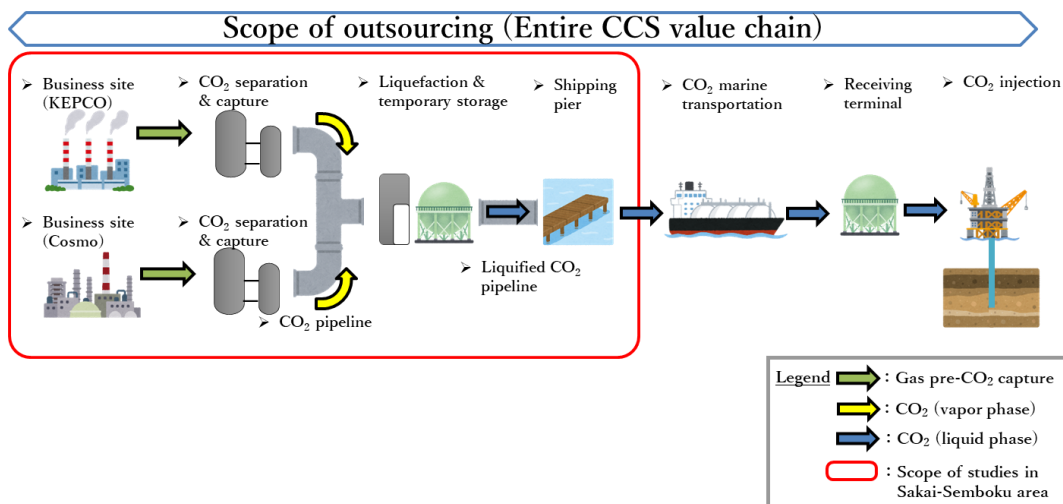 Scope of outsourcing (Entire CCS value chain)
➢ Business site
(KEPCO)
➢ CO₂ separation
& capture
➢ Liquefaction &
temporary storage
➢ Shipping
pier
➢ CO₂ marine
transportation
➢ Receiving
terminal
➢ CO₂ injection
➢ Business site
(Cosmo)
➢ CO₂ separation
& capture
➢ Liquified CO₂
pipeline
➢ CO₂ pipeline
Legend
: Gas pre-CO₂ capture
: CO₂ (vapor phase)
: CO₂ (liquid phase)
: Scope of studies in
Sakai-Semboku area